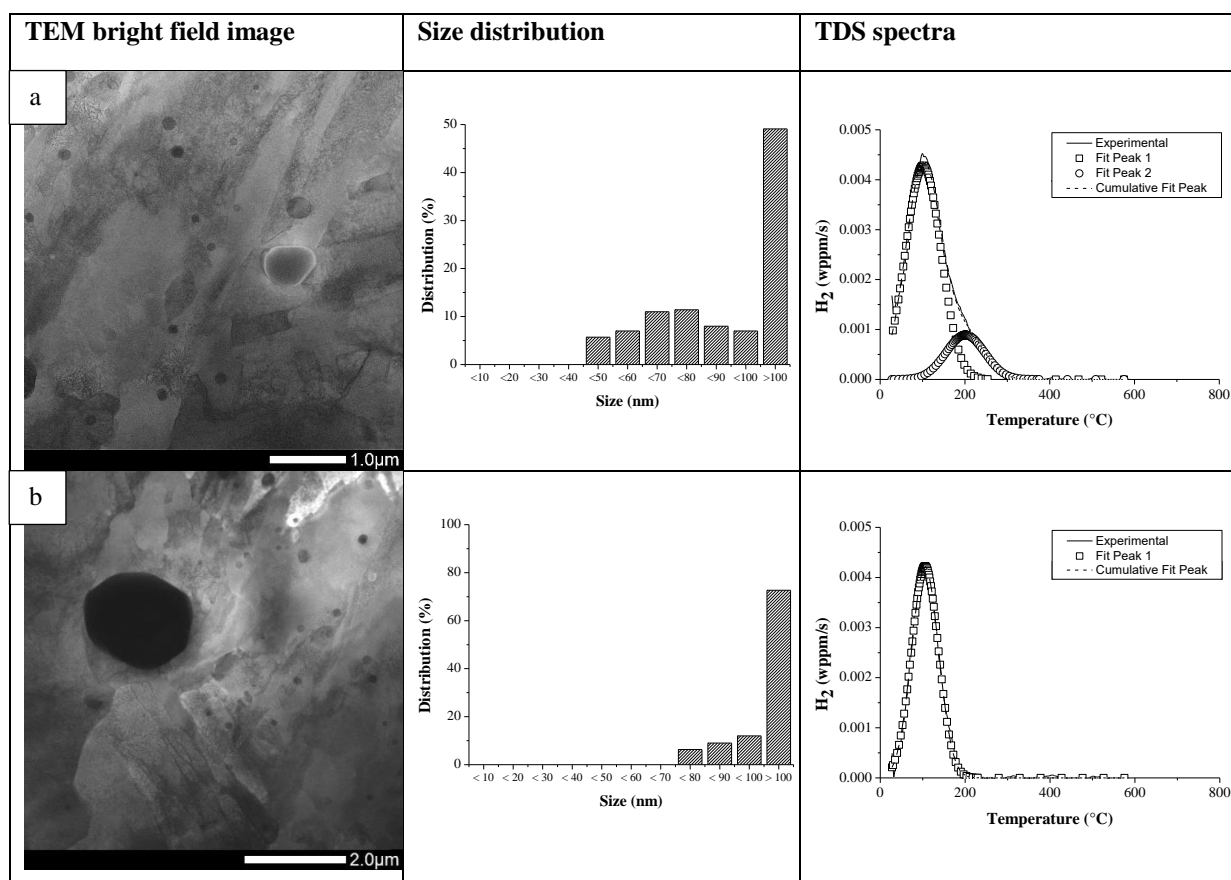 TEM bright field image
Size distribution
TDS spectra
a
1.0µm
50
40
30
20
10
0
Distribution (%)
<10 <20 <30 <40 <50 <60 <70 <80 <90 <100 >100
Size (nm)
0.005
0.004
0.003
0.002
0.001
0.000
H2 (wppm/s)
Experimental
Fit Peak 1
Fit Peak 2
Cumulative Fit Peak
0 200 400 600 800
Temperature (°C)
b
2.0µm
100
80
60
40
20
0
Distribution (%)
< 10 < 20 < 30 < 40 < 50 < 60 < 70 < 80 < 90 < 100 > 100
Size (nm)
0.005
0.004
0.003
0.002
0.001
0.000
H2 (wppm/s)
Experimental
Fit Peak 1
Cumulative Fit Peak
0 200 400 600 800
Temperature (°C)